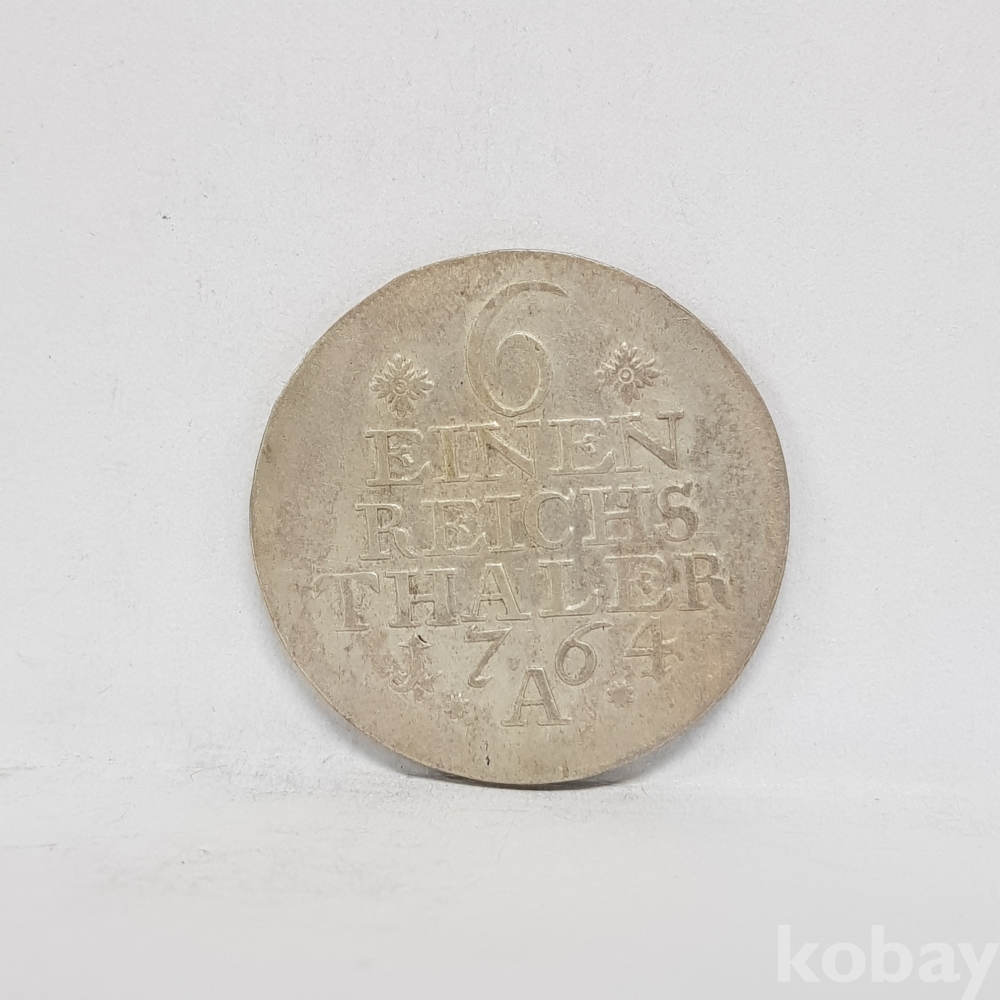 6
EINEN
REICHS
THALER
1764
A
kobay